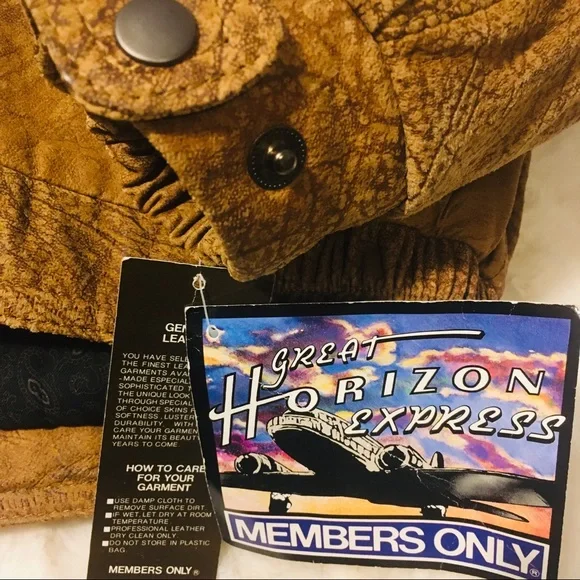 GEN
LEA
YOU HAVE SELE
THE FINEST LEA
GARMENTS AVA
-MADE ESPECIAL
SOPHISTICATED
THE UNIQUE LOOK
THROUGH SPECIAL
OF CHOICE SKINS
SOFTNESS, LUSTER
DURABILITY. WITH
CARE YOUR GARMEN
MAINTAIN ITS BEAUT
YEARS TO COME
HOW TO CARE
FOR YOUR
GARMENT
■USE DAMP CLOTH TO
REMOVE SURFACE DIRT
■IF WET, LET DRY AT ROOM
TEMPERATURE
■PROFESSIONAL LEATHER
DRY CLEAN ONLY.
■DO NOT STORE IN PLASTIC
BAG
MEMBERS ONLY®
GREAT
HORIZON
EXPRESS
MEMBERS ONLY®